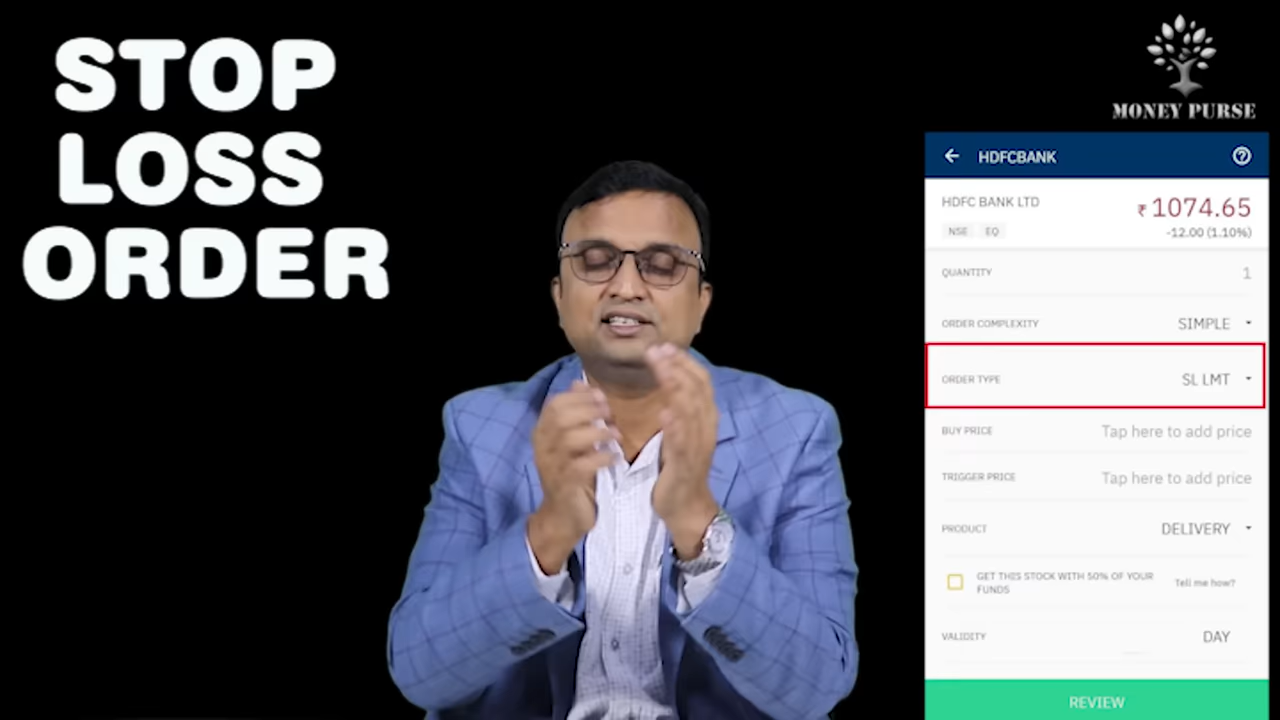 STOP
LOSS
ORDER
MONEY PURSE
HDFCBANK
HDFC BANK LTD
₹ 1074.65
NSE EQ
-12.00 (1.10%)
QUANTITY 1
ORDER COMPLEXITY SIMPLE
ORDER TYPE SL LMT
BUY PRICE Tap here to add price
TRIGGER PRICE Tap here to add price
PRODUCT DELIVERY
GET THIS STOCK WITH 50% OF YOUR Tell me how?
FUNDS
VALIDITY DAY
REVIEW